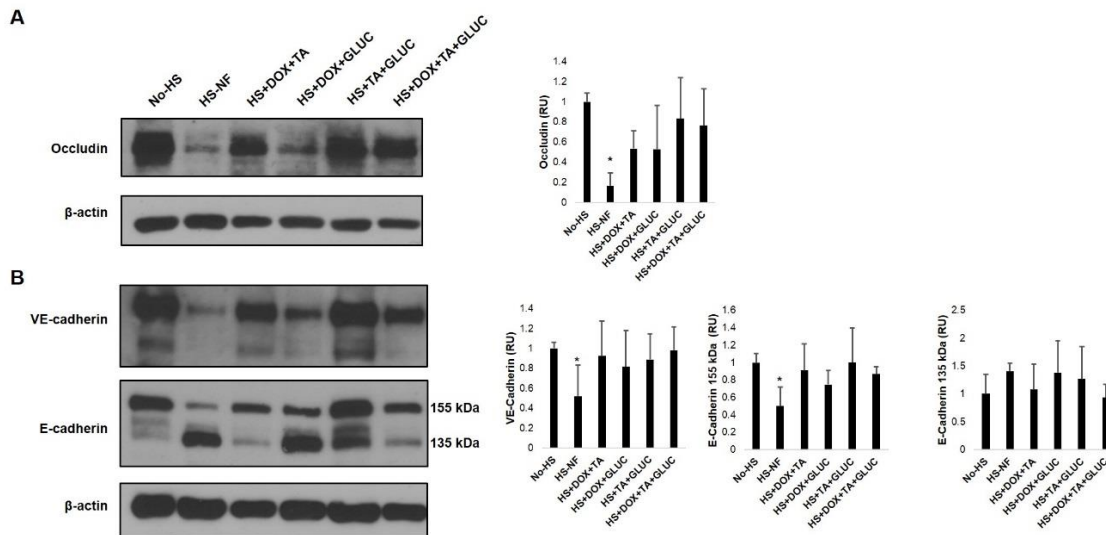 A
No-HS
HS-NF
HS+DOX+TA
HS+DOX+GLUC
HS+TA+GLUC
HS+DOX+TA+GLUC
Occludin
β-actin
Occludin (RU)
1.4
1.2
1
0.8
0.6
0.4
0.2
0
*
No-HS
HS-NF
HS+DOX+TA
HS+DOX+GLUC
HS+TA+GLUC
HS+DOX+TA+GLUC
B
VE-cadherin
E-cadherin
155 kDa
135 kDa
β-actin
VE-Cadherin (RU)
1.4
1.2
1
0.8
0.6
0.4
0.2
0
*
No-HS
HS-NF
HS+DOX+TA
HS+DOX+GLUC
HS+TA+GLUC
HS+DOX+TA+GLUC
E-Cadherin 155 kDa (RU)
1.6
1.4
1.2
1
0.8
0.6
0.4
0.2
0
*
No-HS
HS-NF
HS+DOX+TA
HS+DOX+GLUC
HS+TA+GLUC
HS+DOX+TA+GLUC
E-Cadherin 135 kDa (RU)
2.5
2
1.5
1
0.5
0
No-HS
HS-NF
HS+DOX+TA
HS+DOX+GLUC
HS+TA+GLUC
HS+DOX+TA+GLUC